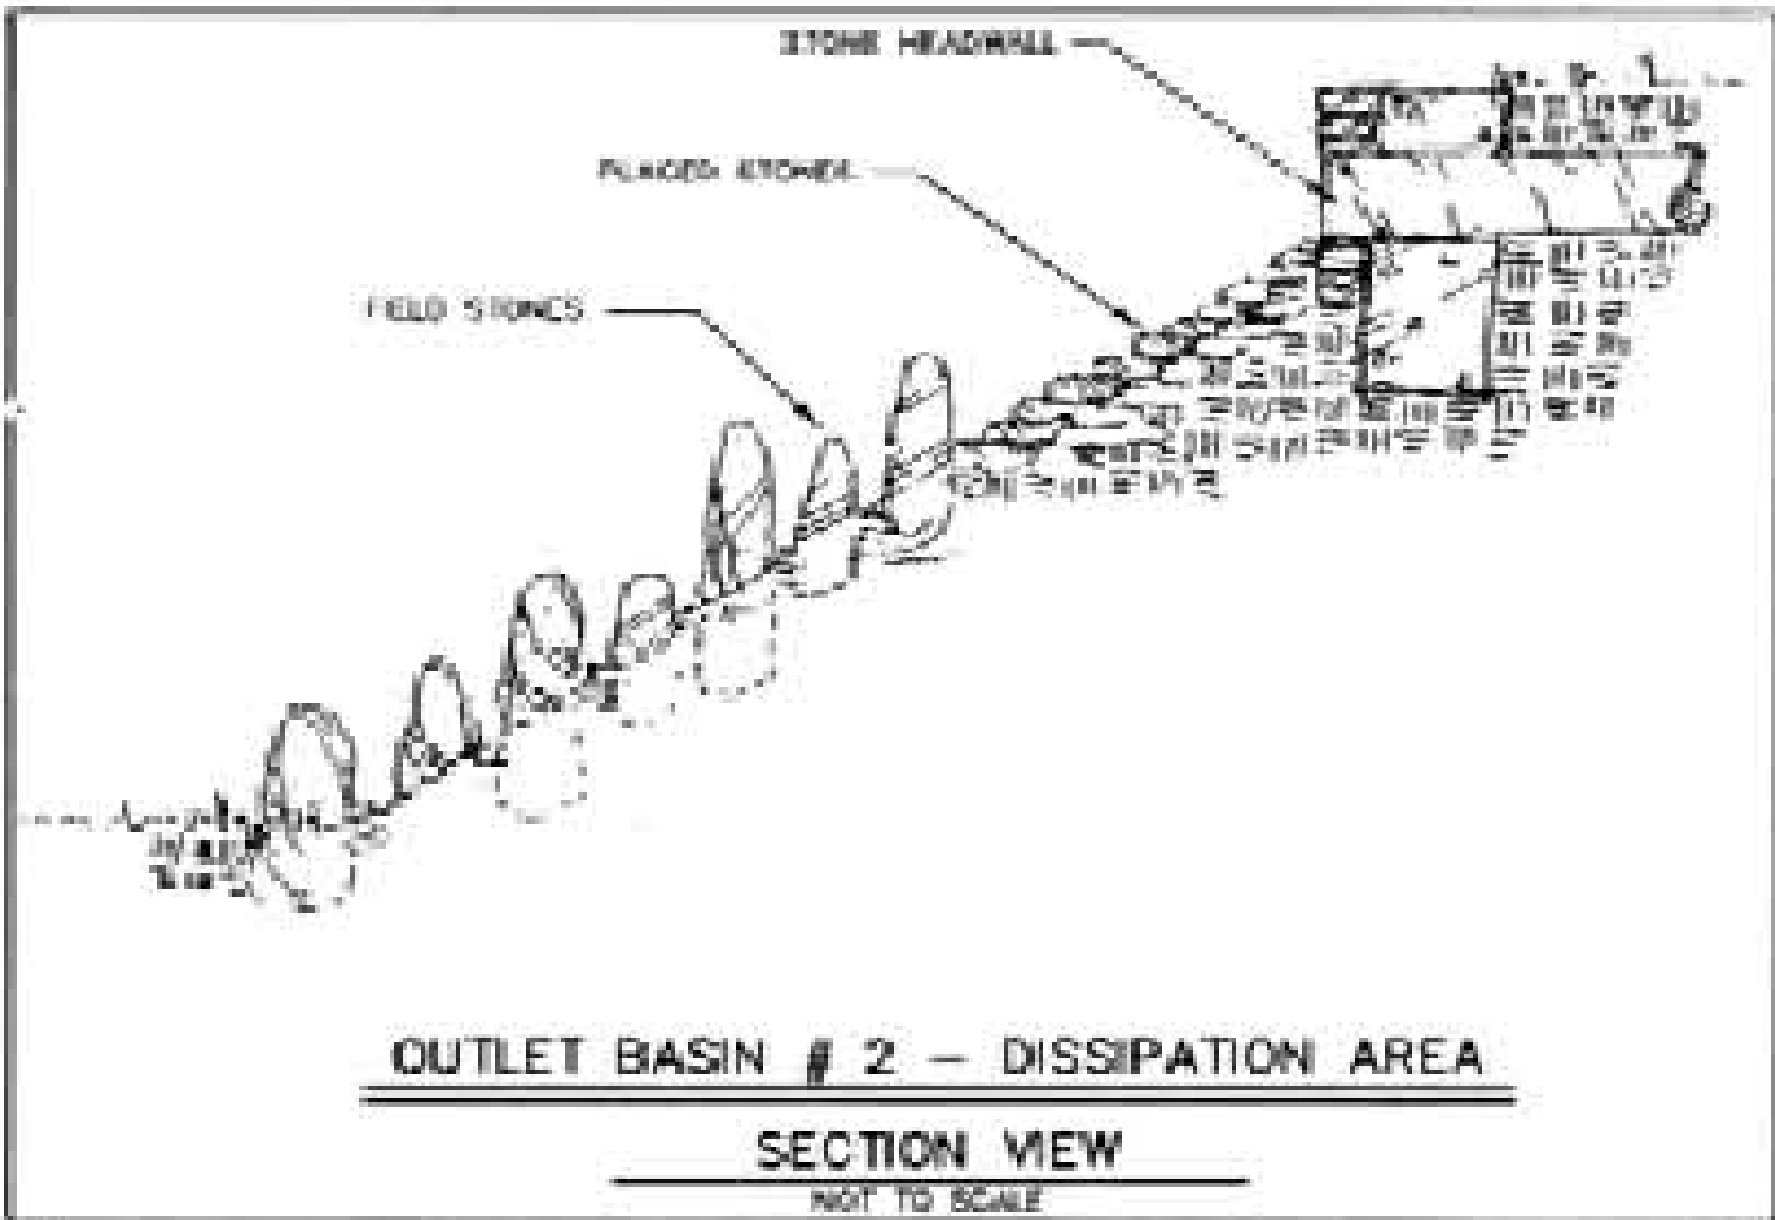 STONE HEADWALL
PLACED STONES
FIELD STONES
OUTLET BASIN # 2 - DISSIPATION AREA
SECTION VIEW
NOT TO SCALE